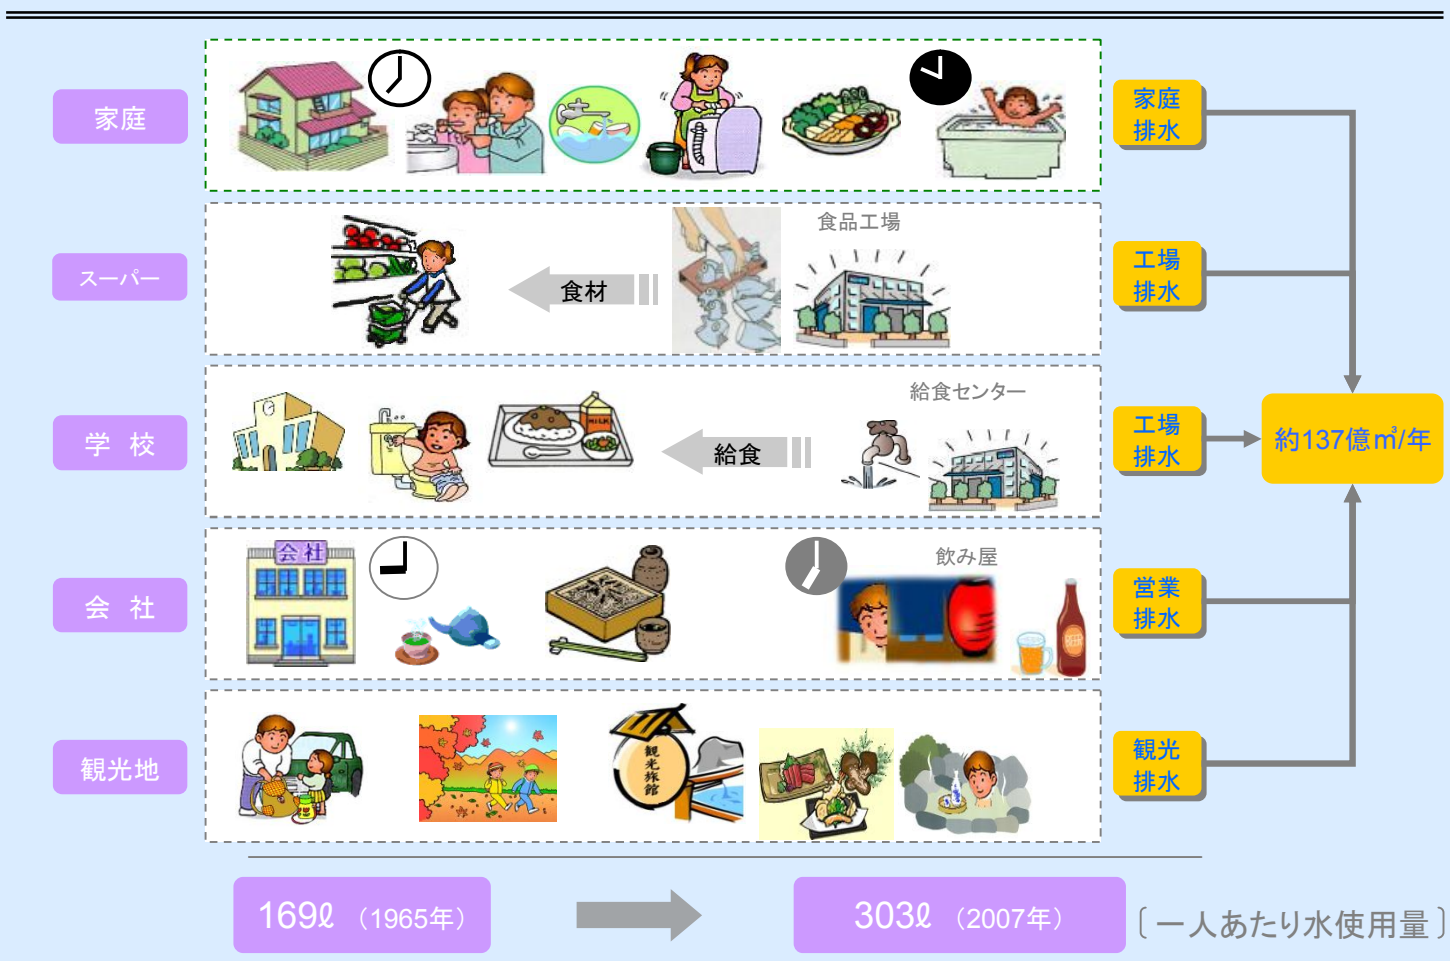 家庭
家庭
排水
スーパー
食品工場
食材
工場
排水
学 校
給食センター
MILK
給食
工場
排水
約137億㎥/年
会 社
会社
飲み屋
BEER
営業
排水
観光地
観光旅館
観光
排水
169ℓ （1965年）
303ℓ （2007年）
〔一人あたり水使用量〕